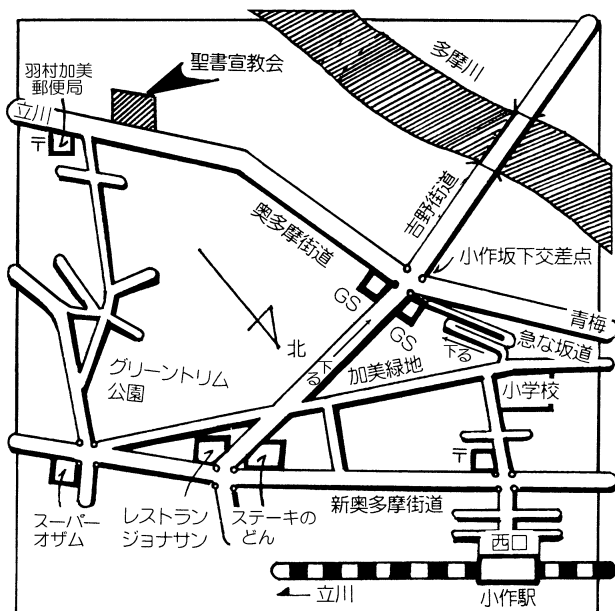 羽村加美
郵便局
聖書宣教会
多摩川
立川
〒
吉野街道
奥多摩街道
小作坂下交差点
GS
青梅
GS
急な坂道
北
下る
下る
加美緑地
グリーントリム
公園
小学校
〒
新奥多摩街道
スーパー
オザム
レストラン
ジョナサン
ステーキの
どん
西口
立川
小作駅